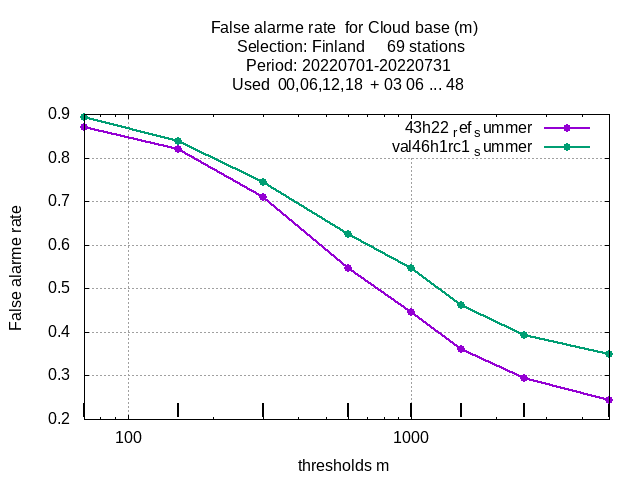 False alarme rate  for Cloud base (m)
Selection: Finland     69 stations
Period: 20220701-20220731
Used  00,06,12,18  + 03 06 ... 48
43h22 ref summer
val46h1rc1 summer
0.9
0.8
0.7
0.6
0.5
0.4
0.3
0.2
False alarme rate
100
1000
thresholds m